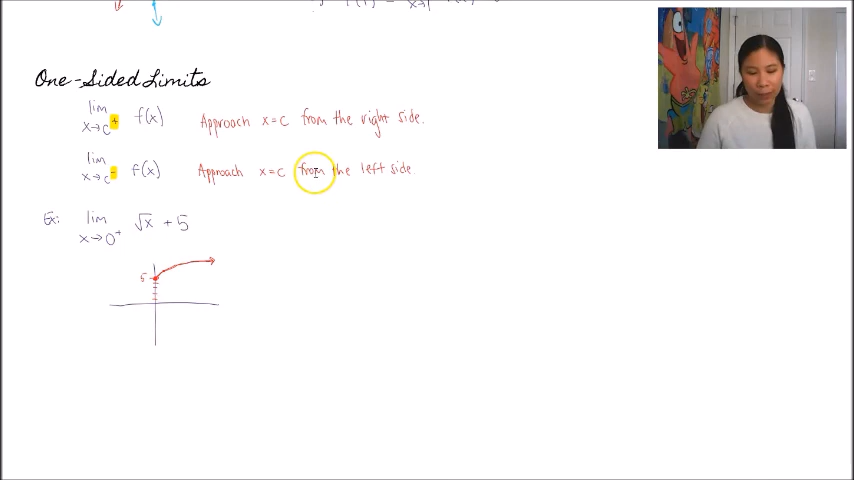 One-Sided Limits
lim x→c⁺ f(x) Approach x=c from the right side.
lim x→c⁻ f(x) Approach x=c from the left side.
Ex: lim x→0⁺ √x + 5
5